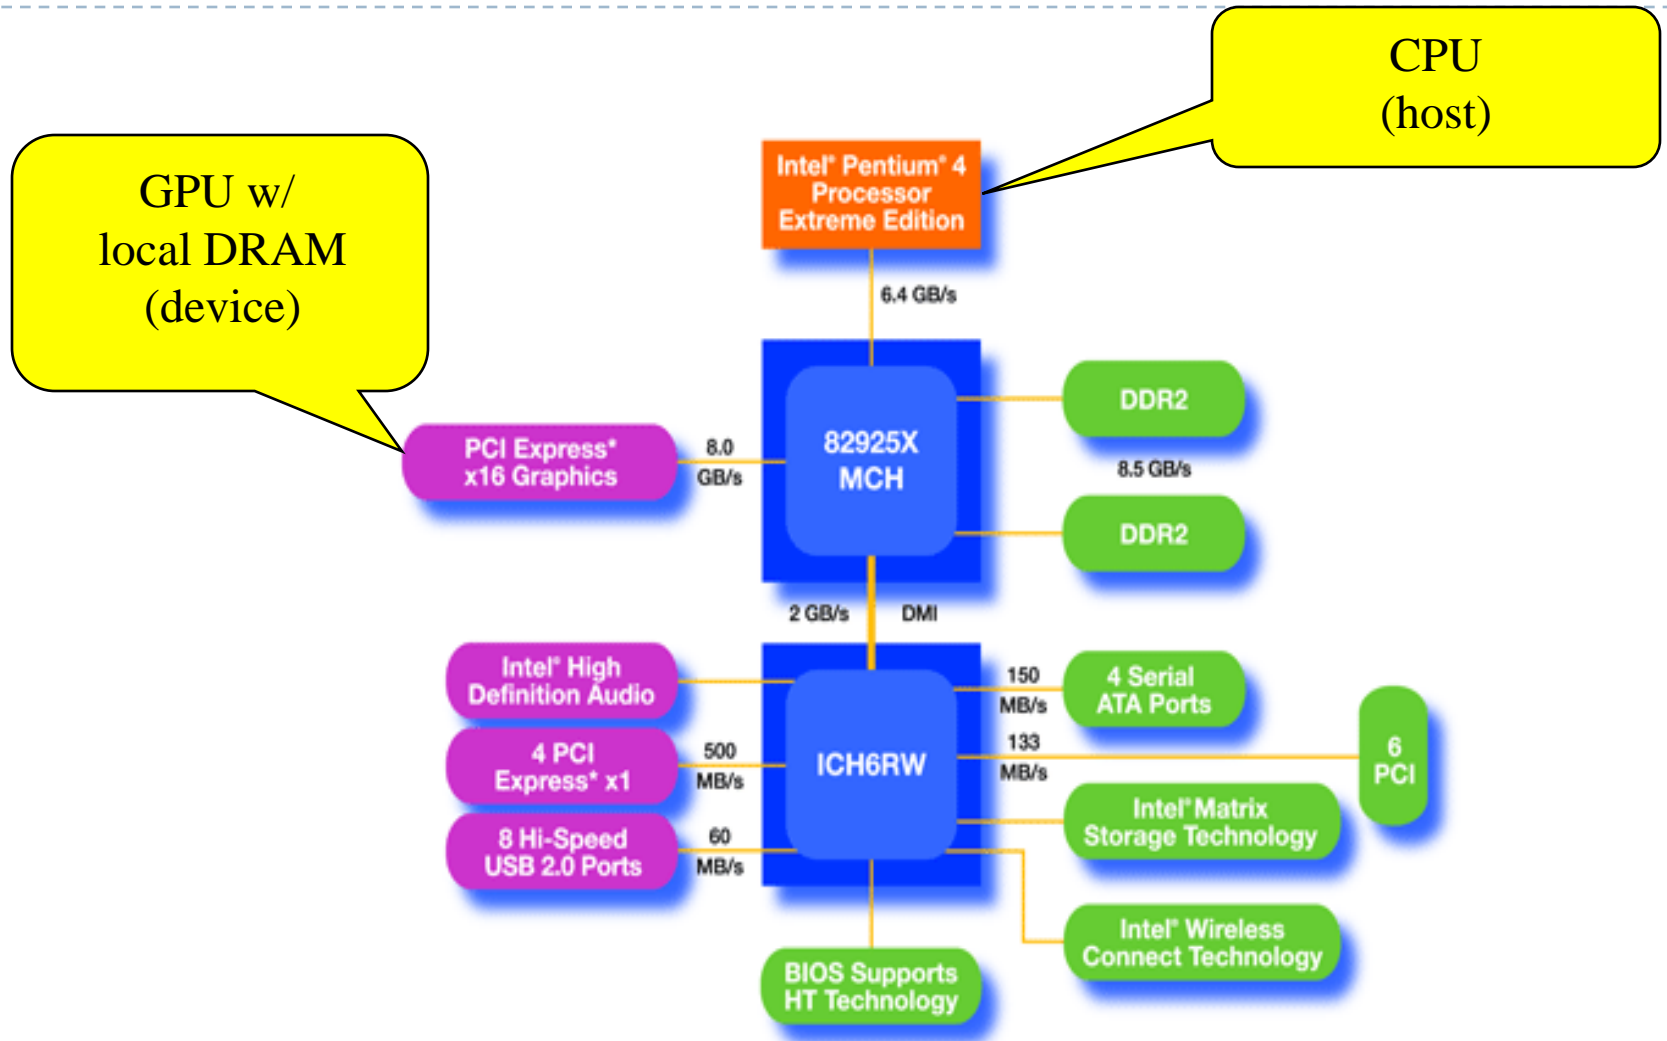 CPU
(host)
GPU w/
local DRAM
(device)
Intel® Pentium® 4
Processor
Extreme Edition
6.4 GB/s
82925X
MCH
PCI Express*
x16 Graphics
8.0
GB/s
DDR2
8.5 GB/s
DDR2
2 GB/s
DMI
Intel® High
Definition Audio
4 PCI
Express* x1
500
MB/s
8 Hi-Speed
USB 2.0 Ports
60
MB/s
ICH6RW
150
MB/s
4 Serial
ATA Ports
133
MB/s
6
PCI
Intel® Matrix
Storage Technology
Intel® Wireless
Connect Technology
BIOS Supports
HT Technology